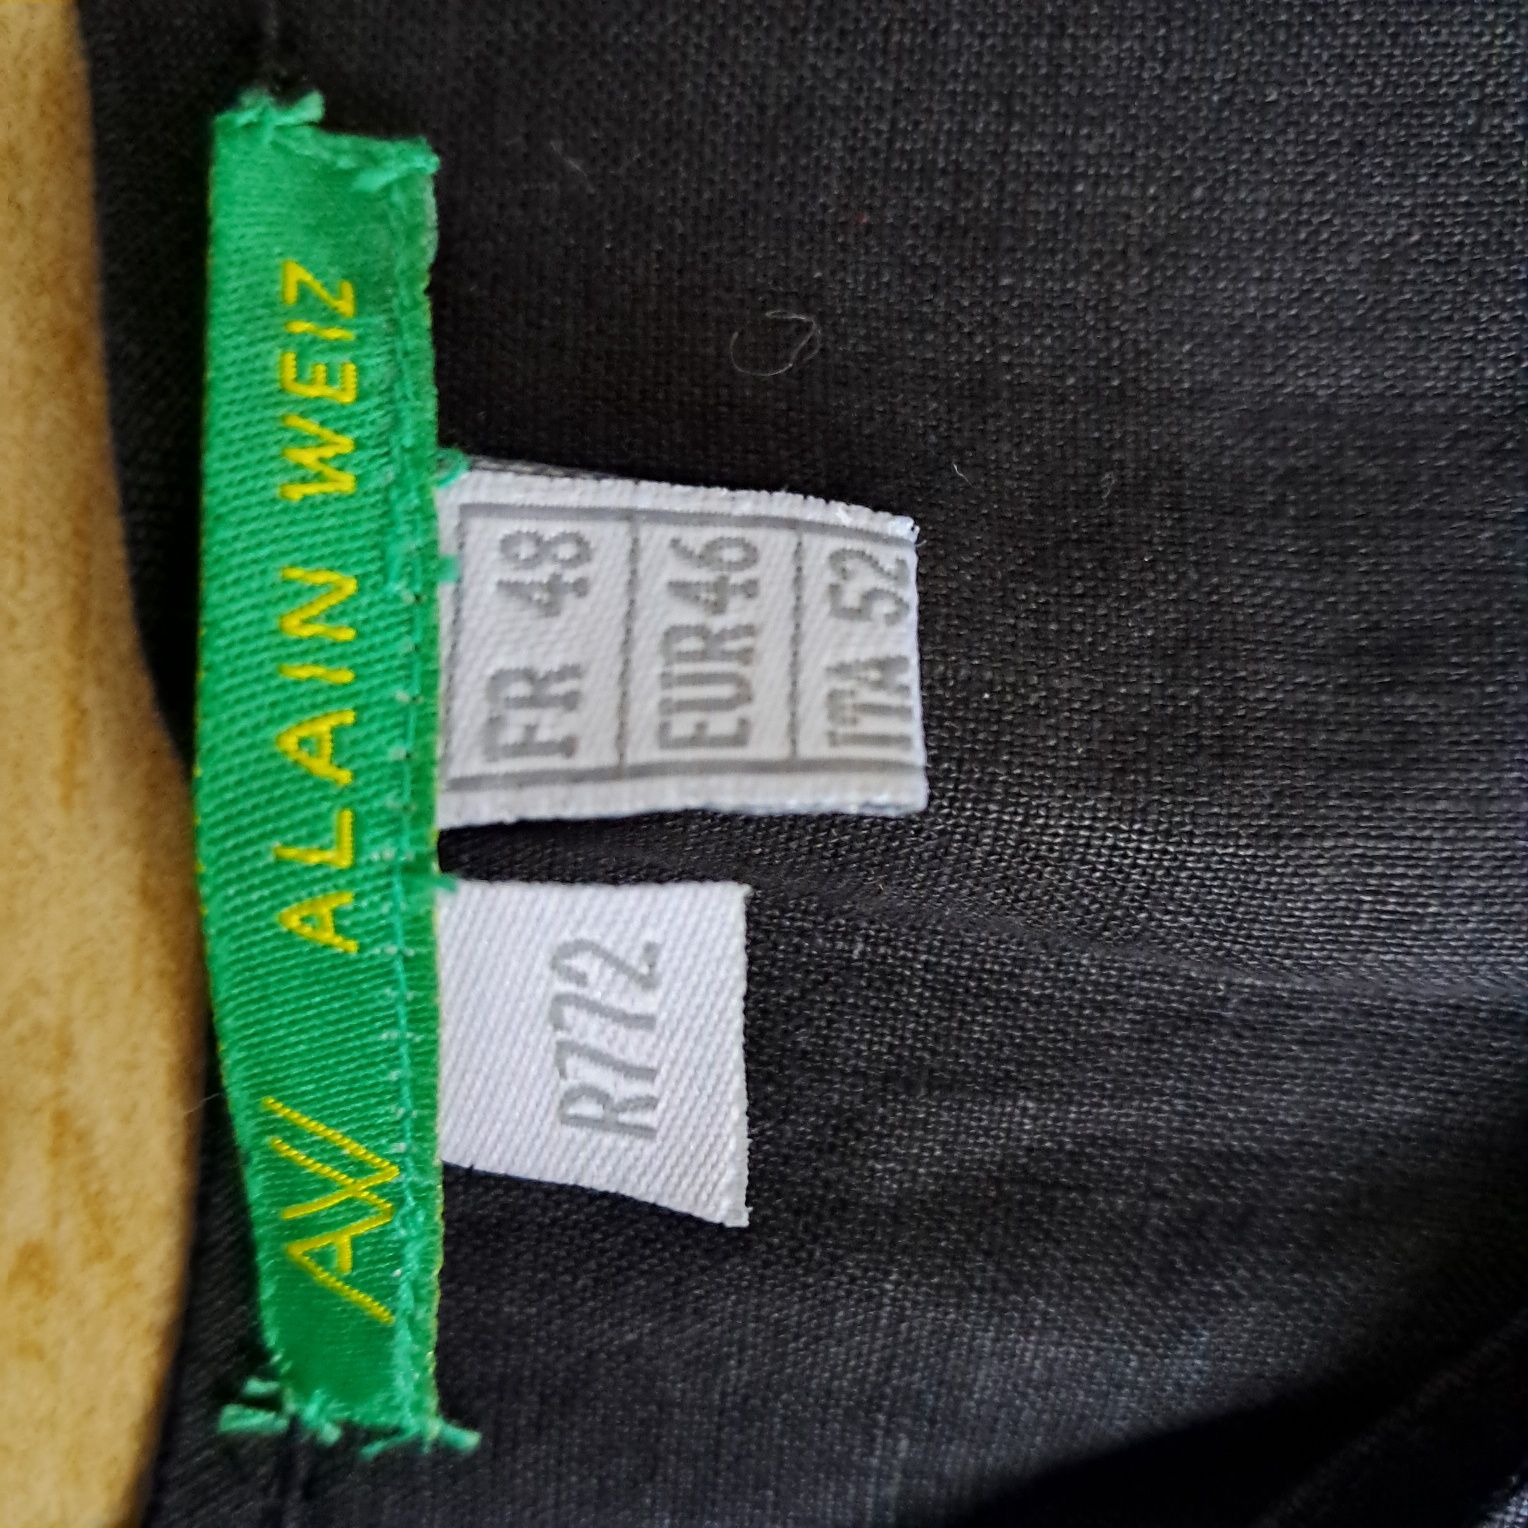 AW ALAIN WEIZ
FR 48
EUR 46
ITA 52
R772